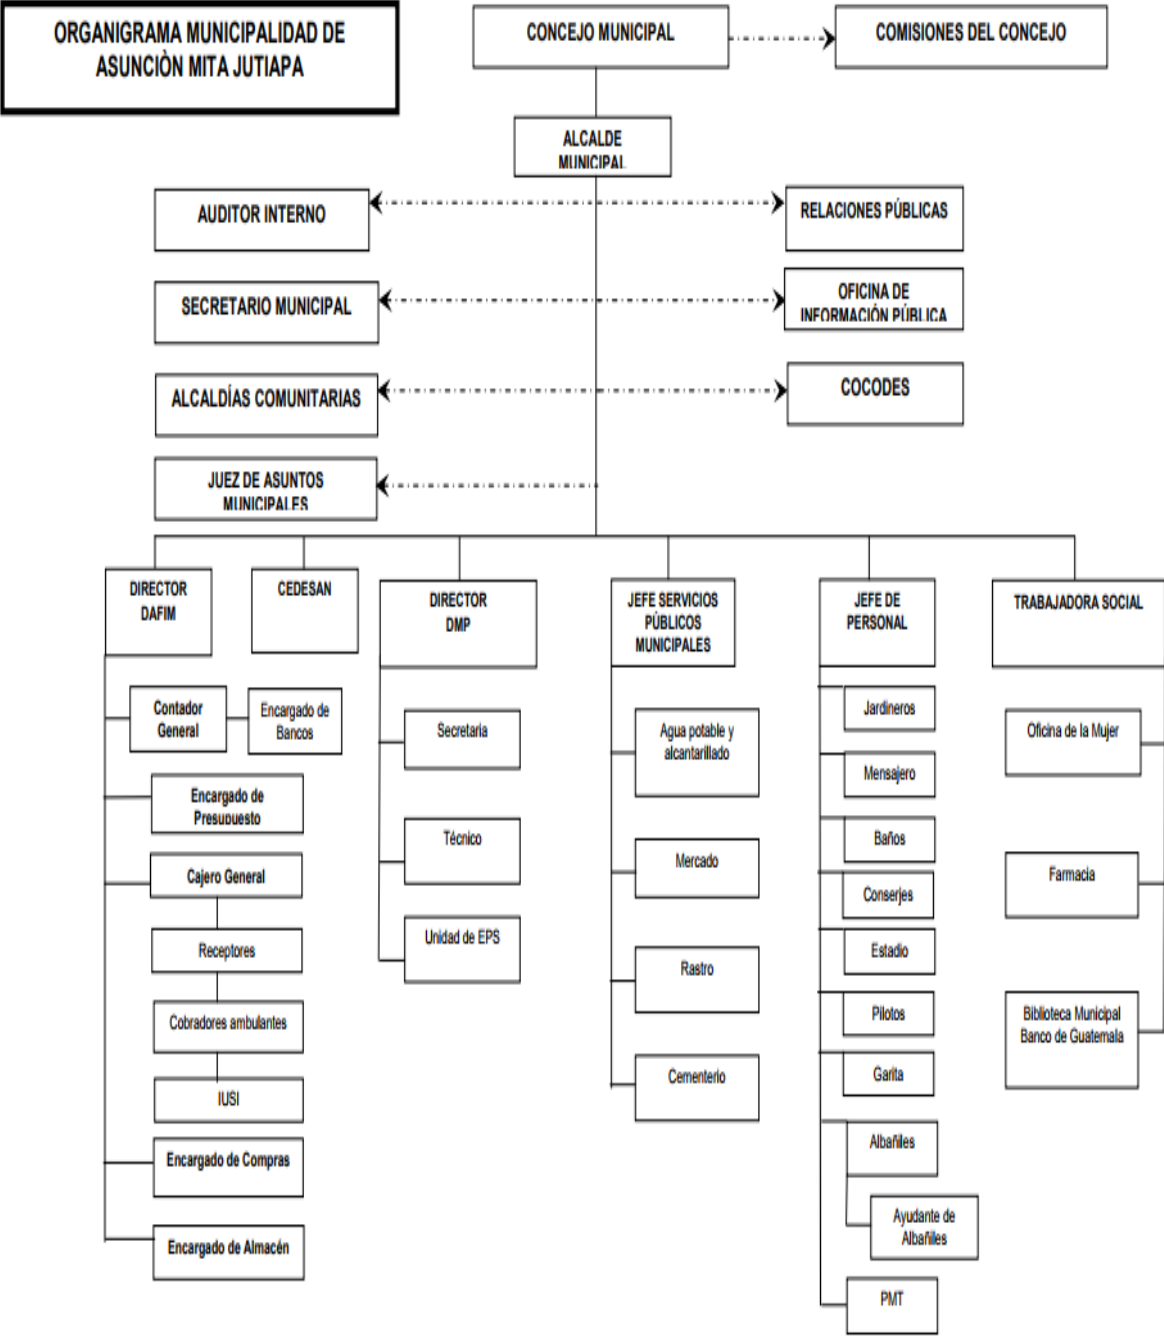 ORGANIGRAMA MUNICIPALIDAD DE
ASUNCIÒN MITA JUTIAPA
CONCEJO MUNICIPAL
COMISIONES DEL CONCEJO
ALCALDE
MUNICIPAL
AUDITOR INTERNO
RELACIONES PÚBLICAS
SECRETARIO MUNICIPAL
OFICINA DE
INFORMACIÓN PÚBLICA
ALCALDÍAS COMUNITARIAS
COCODES
JUEZ DE ASUNTOS
MUNICIPALES
DIRECTOR
DAFIM
CEDESAN
DIRECTOR
DMP
JEFE SERVICIOS
PÚBLICOS
MUNICIPALES
JEFE DE
PERSONAL
TRABAJADORA SOCIAL
Contador
General
Encargado de
Bancos
Encargado de
Presupuesto
Cajero General
Receptores
Cobradores ambulantes
IUSI
Encargado de Compras
Encargado de Almacén
Secretaria
Técnico
Unidad de EPS
Agua potable y
alcantarillado
Mercado
Rastro
Cementerio
Jardineros
Mensajero
Baños
Conserjes
Estadio
Pilotos
Garita
Albañiles
Ayudante de
Albañiles
PMT
Oficina de la Mujer
Farmacia
Biblioteca Municipal
Banco de Guatemala